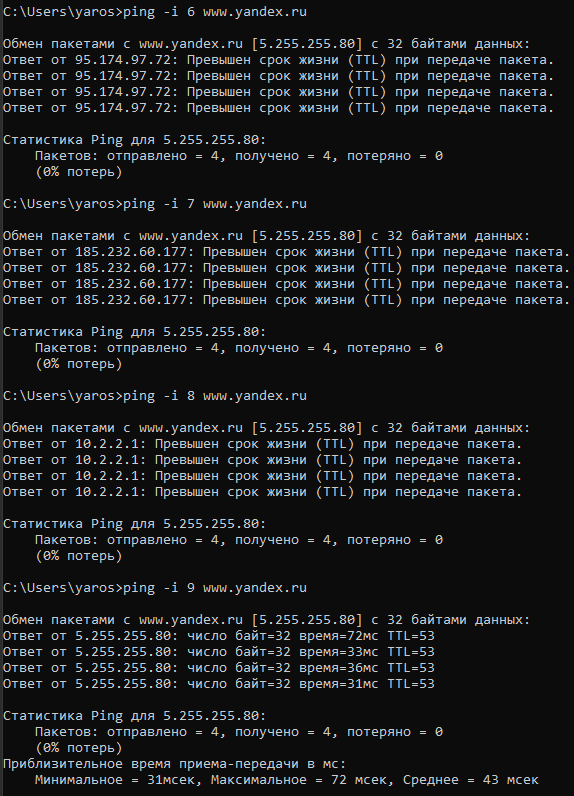 C:\Users\yaros>ping -i 6 www.yandex.ru
Обмен пакетами с www.yandex.ru [5.255.255.80] с 32 байтами данных:
Ответ от 95.174.97.72: Превышен срок жизни (TTL) при передаче пакета.
Ответ от 95.174.97.72: Превышен срок жизни (TTL) при передаче пакета.
Ответ от 95.174.97.72: Превышен срок жизни (TTL) при передаче пакета.
Ответ от 95.174.97.72: Превышен срок жизни (TTL) при передаче пакета.
Статистика Ping для 5.255.255.80:
    Пакетов: отправлено = 4, получено = 4, потеряно = 0
    (0% потерь)
C:\Users\yaros>ping -i 7 www.yandex.ru
Обмен пакетами с www.yandex.ru [5.255.255.80] с 32 байтами данных:
Ответ от 185.232.60.177: Превышен срок жизни (TTL) при передаче пакета.
Ответ от 185.232.60.177: Превышен срок жизни (TTL) при передаче пакета.
Ответ от 185.232.60.177: Превышен срок жизни (TTL) при передаче пакета.
Ответ от 185.232.60.177: Превышен срок жизни (TTL) при передаче пакета.
Статистика Ping для 5.255.255.80:
    Пакетов: отправлено = 4, получено = 4, потеряно = 0
    (0% потерь)
C:\Users\yaros>ping -i 8 www.yandex.ru
Обмен пакетами с www.yandex.ru [5.255.255.80] с 32 байтами данных:
Ответ от 10.2.2.1: Превышен срок жизни (TTL) при передаче пакета.
Ответ от 10.2.2.1: Превышен срок жизни (TTL) при передаче пакета.
Ответ от 10.2.2.1: Превышен срок жизни (TTL) при передаче пакета.
Ответ от 10.2.2.1: Превышен срок жизни (TTL) при передаче пакета.
Статистика Ping для 5.255.255.80:
    Пакетов: отправлено = 4, получено = 4, потеряно = 0
    (0% потерь)
C:\Users\yaros>ping -i 9 www.yandex.ru
Обмен пакетами с www.yandex.ru [5.255.255.80] с 32 байтами данных:
Ответ от 5.255.255.80: число байт=32 время=72мс TTL=53
Ответ от 5.255.255.80: число байт=32 время=33мс TTL=53
Ответ от 5.255.255.80: число байт=32 время=36мс TTL=53
Ответ от 5.255.255.80: число байт=32 время=31мс TTL=53
Статистика Ping для 5.255.255.80:
    Пакетов: отправлено = 4, получено = 4, потеряно = 0
    (0% потерь)
Приблизительное время приема-передачи в мс:
    Минимальное = 31мсек, Максимальное = 72 мсек, Среднее = 43 мсек